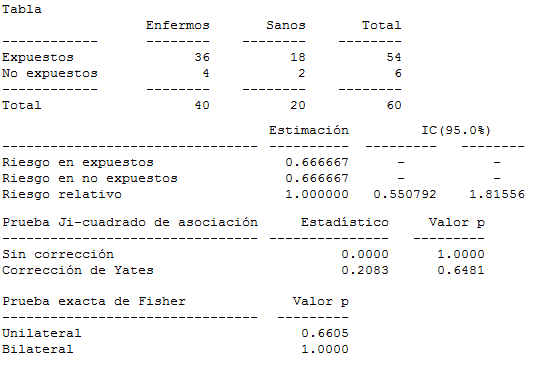 Tabla
Enfermos Sanos Total
------------ -------- -------- --------
Expuestos 36 18 54
No expuestos 4 2 6
------------ -------- -------- --------
Total 40 20 60
Estimación IC(95.0%)
-------------------------------- ---------- --------- --------
Riesgo en expuestos 0.666667 - -
Riesgo en no expuestos 0.666667 - -
Riesgo relativo 1.000000 0.550792 1.81556
Prueba Ji-cuadrado de asociación Estadístico Valor p
-------------------------------- --------------- ---------
Sin corrección 0.0000 1.0000
Corrección de Yates 0.2083 0.6481
Prueba exacta de Fisher Valor p
-------------------------------- ---------
Unilateral 0.6605
Bilateral 1.0000